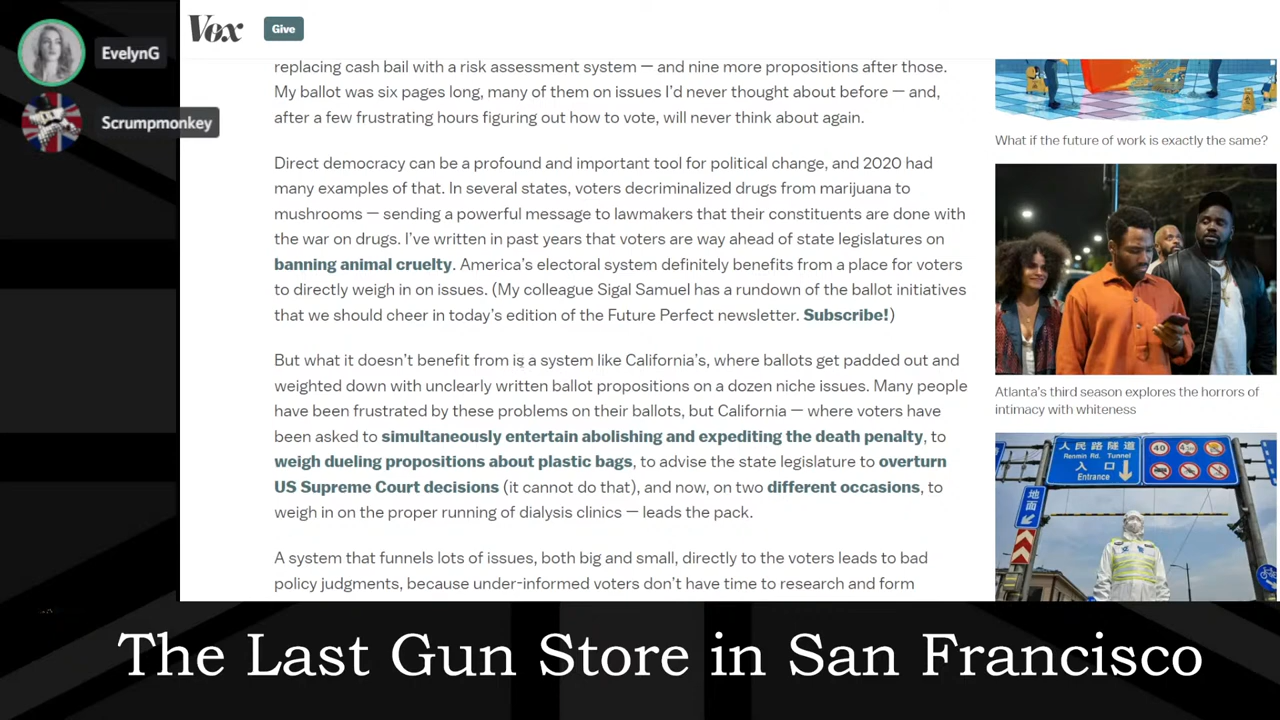 EvelynG
Scrumpmonkey
Vox
Give
replacing cash bail with a risk assessment system — and nine more propositions after those.
My ballot was six pages long, many of them on issues I'd never thought about before — and,
after a few frustrating hours figuring out how to vote, will never think about again.
Direct democracy can be a profound and important tool for political change, and 2020 had
many examples of that. In several states, voters decriminalized drugs from marijuana to
mushrooms — sending a powerful message to lawmakers that their constituents are done with
the war on drugs. I've written in past years that voters are way ahead of state legislatures on
banning animal cruelty. America's electoral system definitely benefits from a place for voters
to directly weigh in on issues. (My colleague Sigal Samuel has a rundown of the ballot initiatives
that we should cheer in today's edition of the Future Perfect newsletter. Subscribe!)
But what it doesn't benefit from is a system like California's, where ballots get padded out and
weighted down with unclearly written ballot propositions on a dozen niche issues. Many people
have been frustrated by these problems on their ballots, but California — where voters have
been asked to simultaneously entertain abolishing and expediting the death penalty, to
weigh dueling propositions about plastic bags, to advise the state legislature to overturn
US Supreme Court decisions (it cannot do that), and now, on two different occasions, to
weigh in on the proper running of dialysis clinics — leads the pack.
A system that funnels lots of issues, both big and small, directly to the voters leads to bad
policy judgments, because under-informed voters don't have time to research and form
What if the future of work is exactly the same?
Atlanta's third season explores the horrors of
intimacy with whiteness
人民路隧道
Renmin Rd. Tunnel
入口
Entrance
40
地面
The Last Gun Store in San Francisco